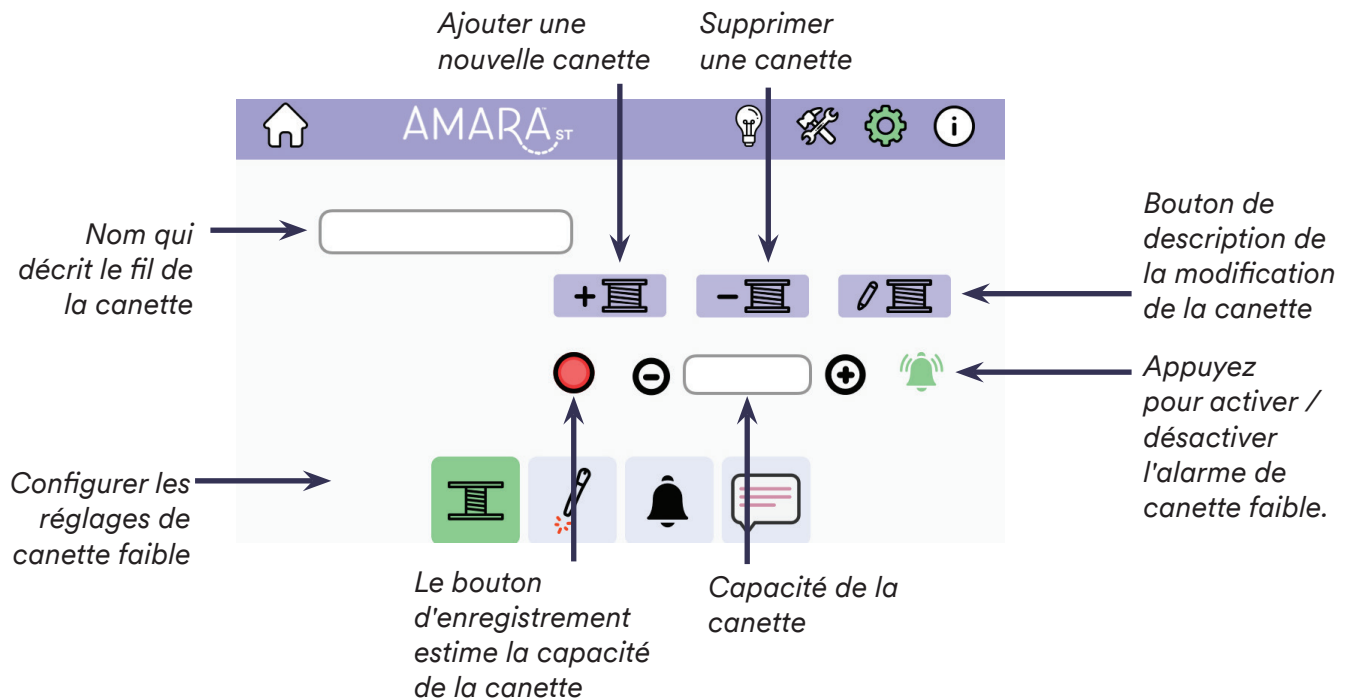 Ajouter une
nouvelle canette
Supprimer
une canette
AMARA™ ST
i
Nom qui
décrit le fil de
la canette
Bouton de
description de
la modification
de la canette
Appuyez
pour activer /
désactiver
l'alarme de
canette faible.
Configurer les
réglages de
canette faible
Le bouton
d'enregistrement
estime la capacité
de la canette
Capacité de la
canette